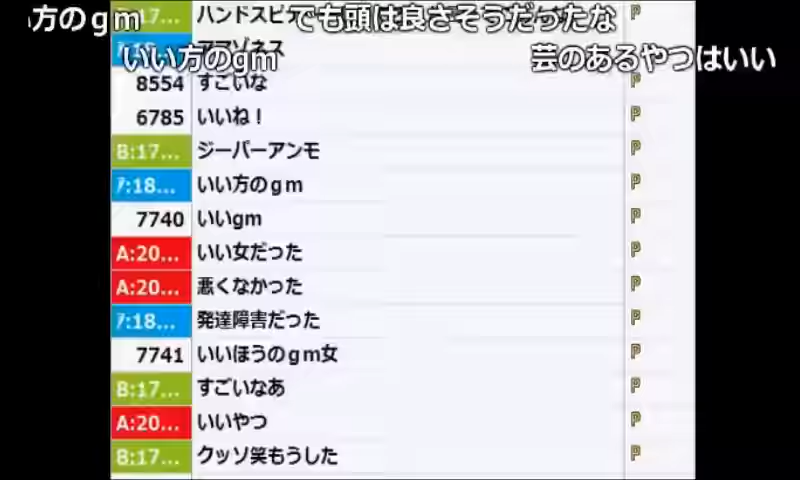 い方のｇｍ
でも頭は良さそうだったな
いい方のgm
芸のあるやつはいい
P
8554 すごいな P
6785 いいね！ P
8:17... ジーパーアンモ P
7:18... いい方のｇｍ P
7740 いいgm P
A:20... いい女だった P
A:20... 悪くなかった P
7:18... 発達障害だった P
7741 いいほうのｇｍ女 P
8:17... すごいなあ P
A:20... いいやつ P
8:17... クッソ笑もうした P